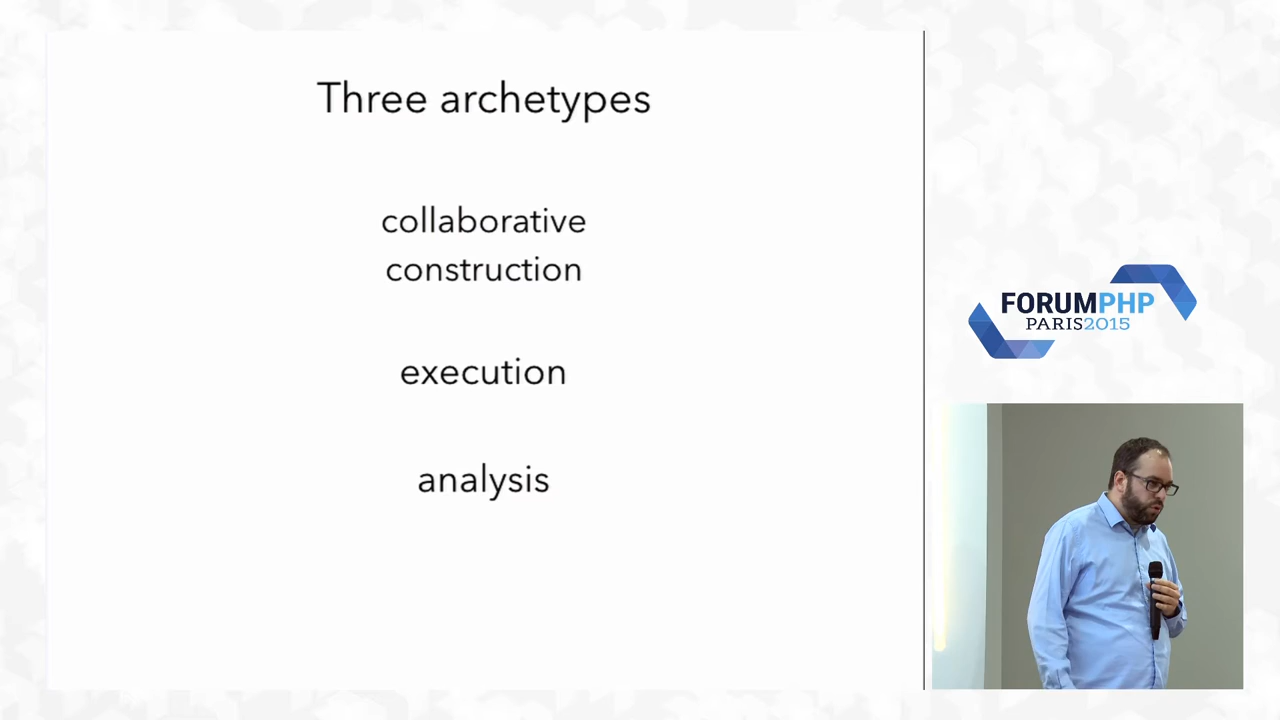 Three archetypes
collaborative
construction
execution
analysis
FORUMPHP
PARIS2015